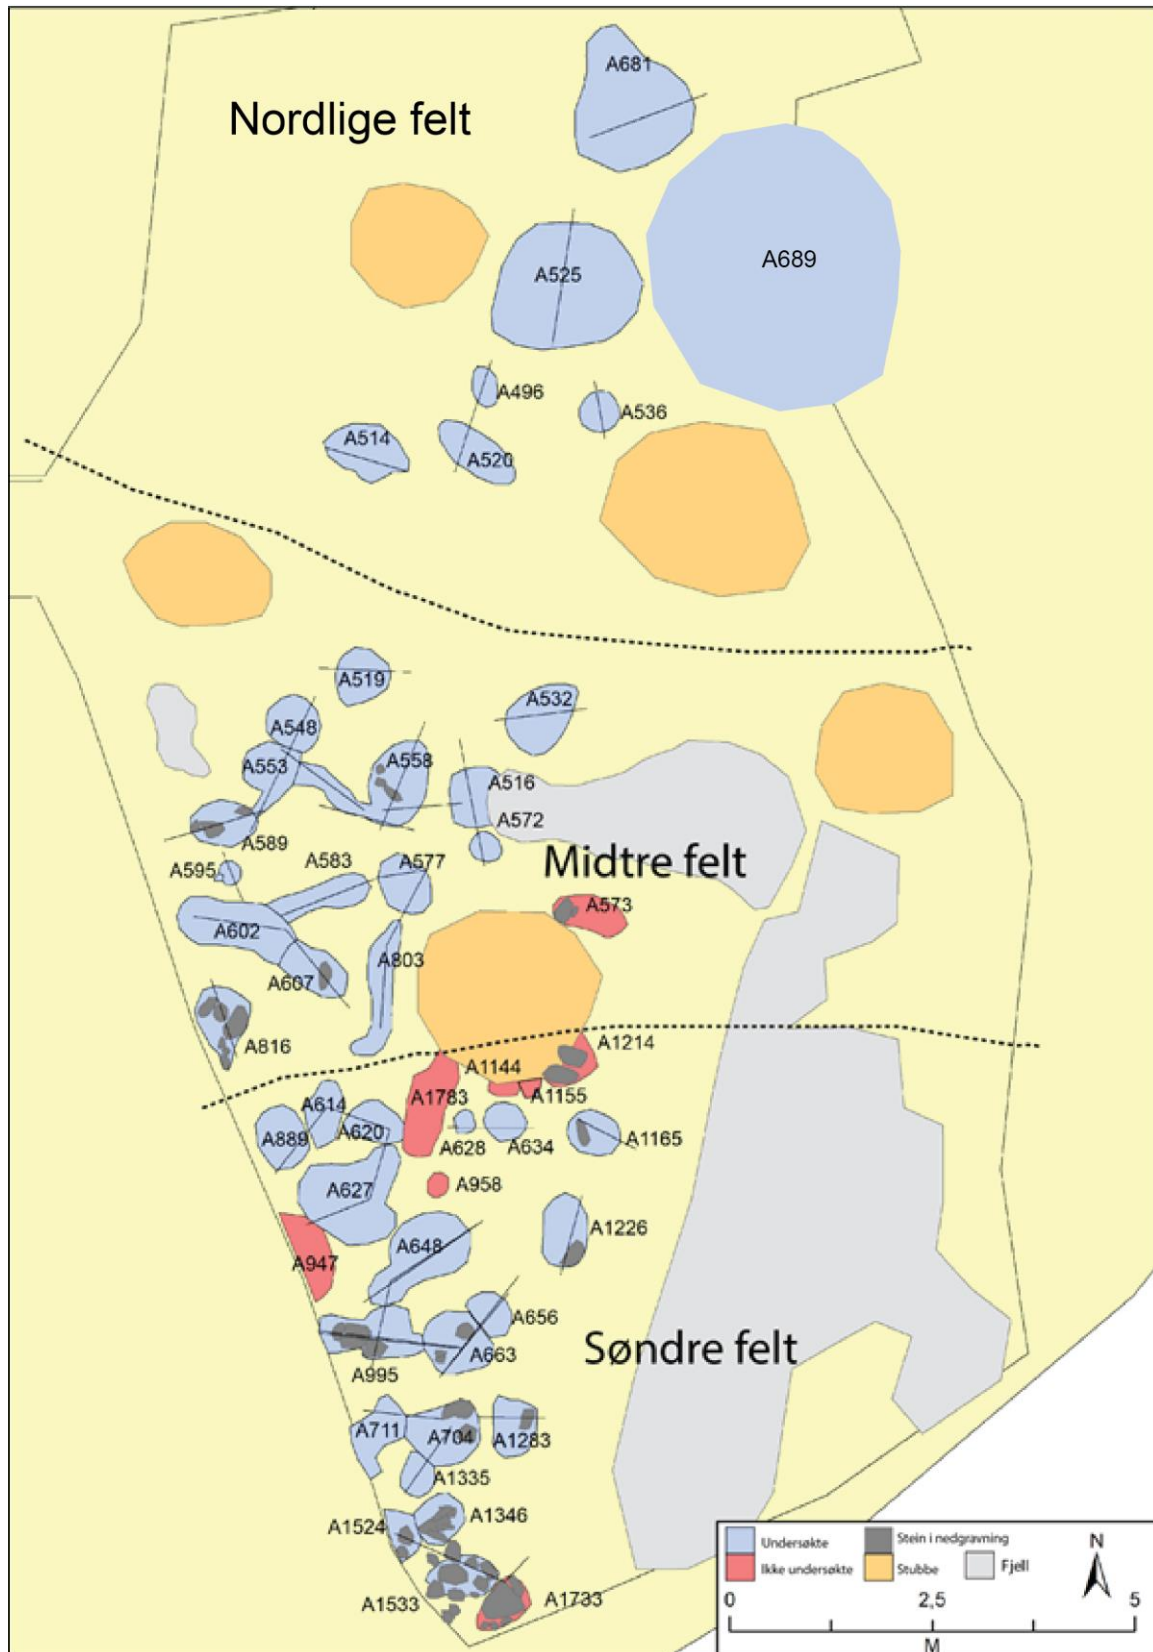 A681
Nordlige felt
A689
A525
A496
A536
A514
A520
A519
A532
A548
A553
A558
A516
A572
A589
A583
A577
A595
Midtre felt
A573
A602
A803
A607
A816
A1214
A1144
A1783
A1155
A614
A620
A889
A628
A634
A1165
A958
A627
A1226
A648
A947
A656
A663
Søndre felt
A995
A711
A704
A1283
A1335
A1346
A1524
A1533
A1733
Undersøkte
Stein i nedgravning
Ikke undersøkte
Stubbe
Fjell
N
0
2,5
5
M